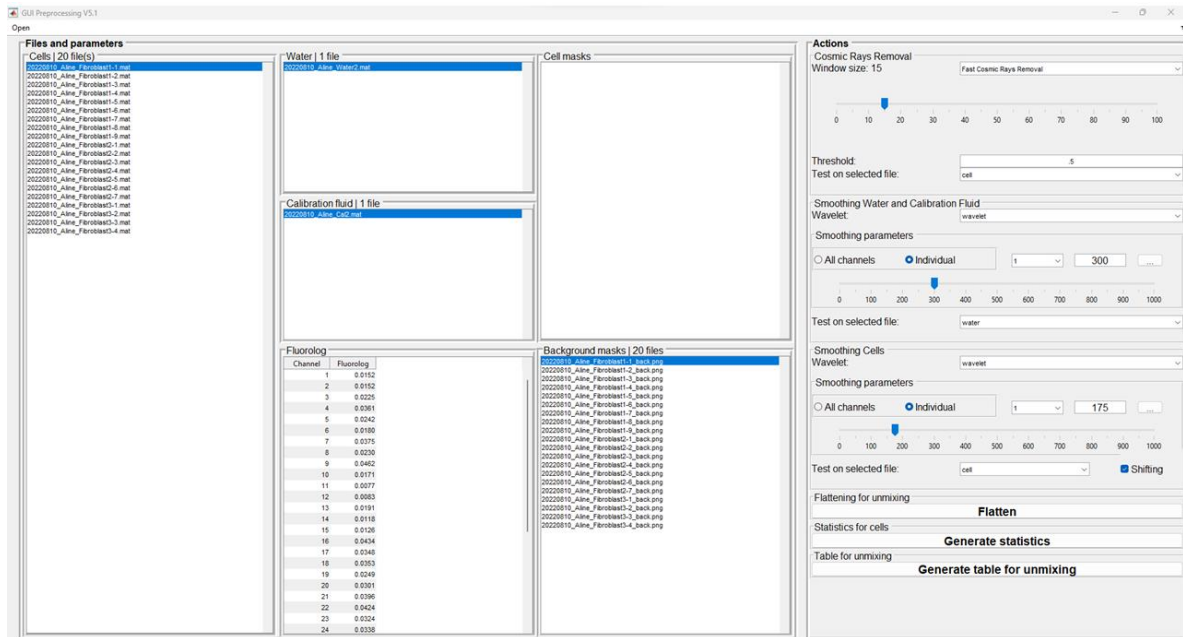 GUI Preprocessing V5.1
Open
Files and parameters
Cells | 20 file(s)
20220810_Aline_Fibroblast1-1.mat
20220810_Aline_Fibroblast1-2.mat
20220810_Aline_Fibroblast1-3.mat
20220810_Aline_Fibroblast1-4.mat
20220810_Aline_Fibroblast1-5.mat
20220810_Aline_Fibroblast1-6.mat
20220810_Aline_Fibroblast1-7.mat
20220810_Aline_Fibroblast1-8.mat
20220810_Aline_Fibroblast1-9.mat
20220810_Aline_Fibroblast2-1.mat
20220810_Aline_Fibroblast2-2.mat
20220810_Aline_Fibroblast2-3.mat
20220810_Aline_Fibroblast2-4.mat
20220810_Aline_Fibroblast2-5.mat
20220810_Aline_Fibroblast2-6.mat
20220810_Aline_Fibroblast2-7.mat
20220810_Aline_Fibroblast3-1.mat
20220810_Aline_Fibroblast3-2.mat
20220810_Aline_Fibroblast3-3.mat
20220810_Aline_Fibroblast3-4.mat
Water | 1 file
20220810_Aline_Water2.mat
Calibration fluid | 1 file
20220810_Aline_Cal2.mat
Fluorolog
Channel Fluorolog
1 0.0152
2 0.0152
3 0.0225
4 0.0361
5 0.0242
6 0.0180
7 0.0375
8 0.0230
9 0.0462
10 0.0171
11 0.0077
12 0.0083
13 0.0191
14 0.0118
15 0.0126
16 0.0434
17 0.0348
18 0.0353
19 0.0249
20 0.0301
21 0.0396
22 0.0424
23 0.0324
24 0.0338
Cell masks
Background masks | 20 files
20220810_Aline_Fibroblast1-1_back.png
20220810_Aline_Fibroblast1-2_back.png
20220810_Aline_Fibroblast1-3_back.png
20220810_Aline_Fibroblast1-4_back.png
20220810_Aline_Fibroblast1-5_back.png
20220810_Aline_Fibroblast1-6_back.png
20220810_Aline_Fibroblast1-7_back.png
20220810_Aline_Fibroblast1-8_back.png
20220810_Aline_Fibroblast1-9_back.png
20220810_Aline_Fibroblast2-1_back.png
20220810_Aline_Fibroblast2-2_back.png
20220810_Aline_Fibroblast2-3_back.png
20220810_Aline_Fibroblast2-4_back.png
20220810_Aline_Fibroblast2-5_back.png
20220810_Aline_Fibroblast2-6_back.png
20220810_Aline_Fibroblast2-7_back.png
20220810_Aline_Fibroblast3-1_back.png
20220810_Aline_Fibroblast3-2_back.png
20220810_Aline_Fibroblast3-3_back.png
20220810_Aline_Fibroblast3-4_back.png
Actions
Cosmic Rays Removal
Window size: 15 Fast Cosmic Rays Removal
0 10 20 30 40 50 60 70 80 90 100
Threshold: .5
Test on selected file: cell
Smoothing Water and Calibration Fluid
Wavelet: wavelet
Smoothing parameters
All channels Individual 1 300 ...
0 100 200 300 400 500 600 700 800 900 1000
Test on selected file: water
Smoothing Cells
Wavelet: wavelet
Smoothing parameters
All channels Individual 1 175 ...
0 100 200 300 400 500 600 700 800 900 1000
Test on selected file: cell Shifting
Flattening for unmixing
Flatten
Statistics for cells
Generate statistics
Table for unmixing
Generate table for unmixing